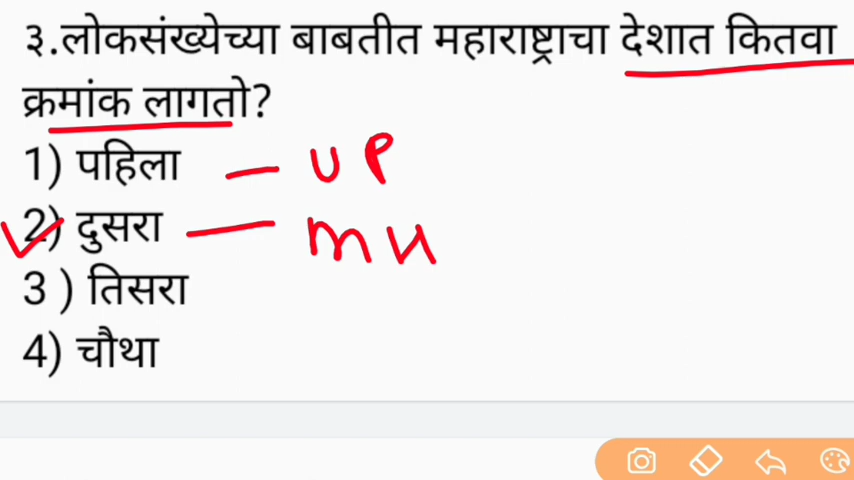 ३.लोकसंख्येच्या बाबतीत महाराष्ट्राचा देशात कितवा
क्रमांक लागतो?
1) पहिला — UP
2) दुसरा — MH
3 ) तिसरा
4) चौथा